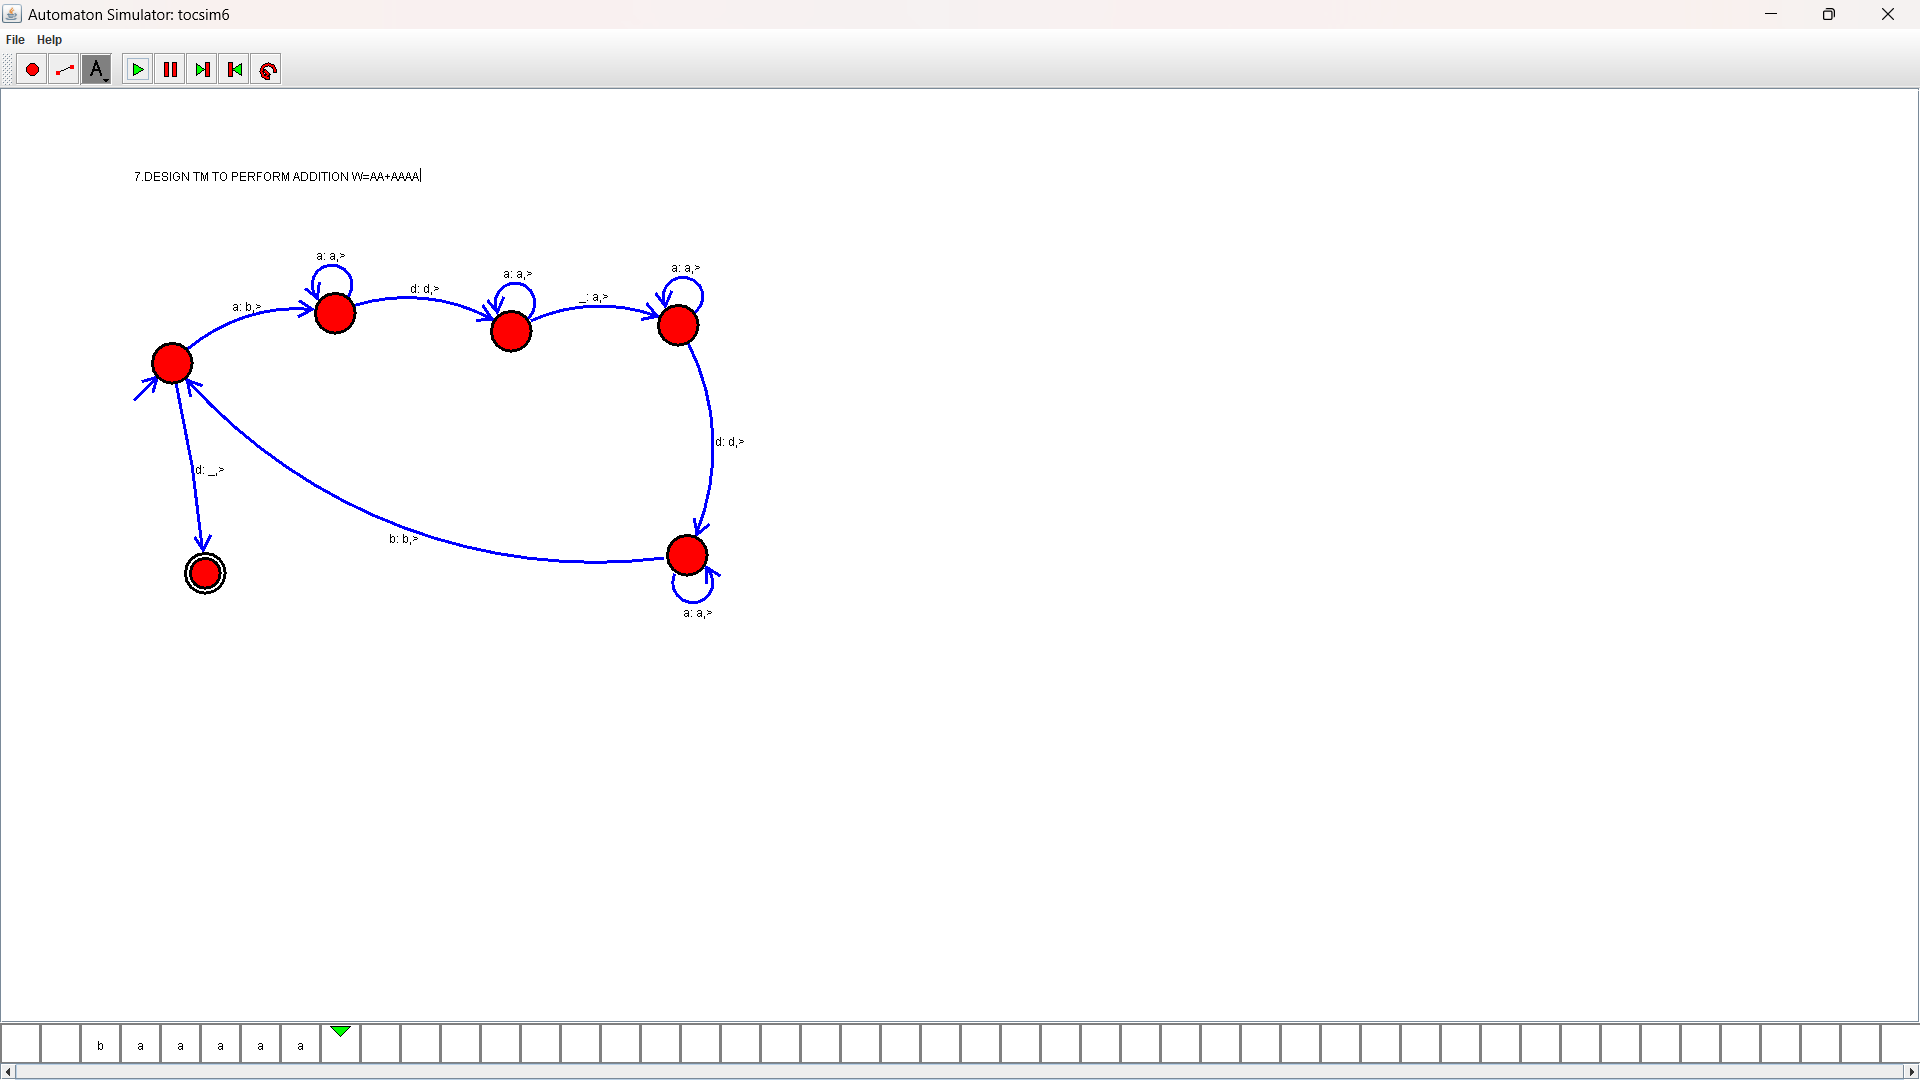 Automaton Simulator: tocsim6
File Help
A
7.DESIGN TM TO PERFORM ADDITION W=AA+AAAA
a: a,>
a: a,>
a: a,>
a: b,>
d: d,>
_: a,>
d: d,>
d: _,>
b: b,>
a: a,>
b a a a a a